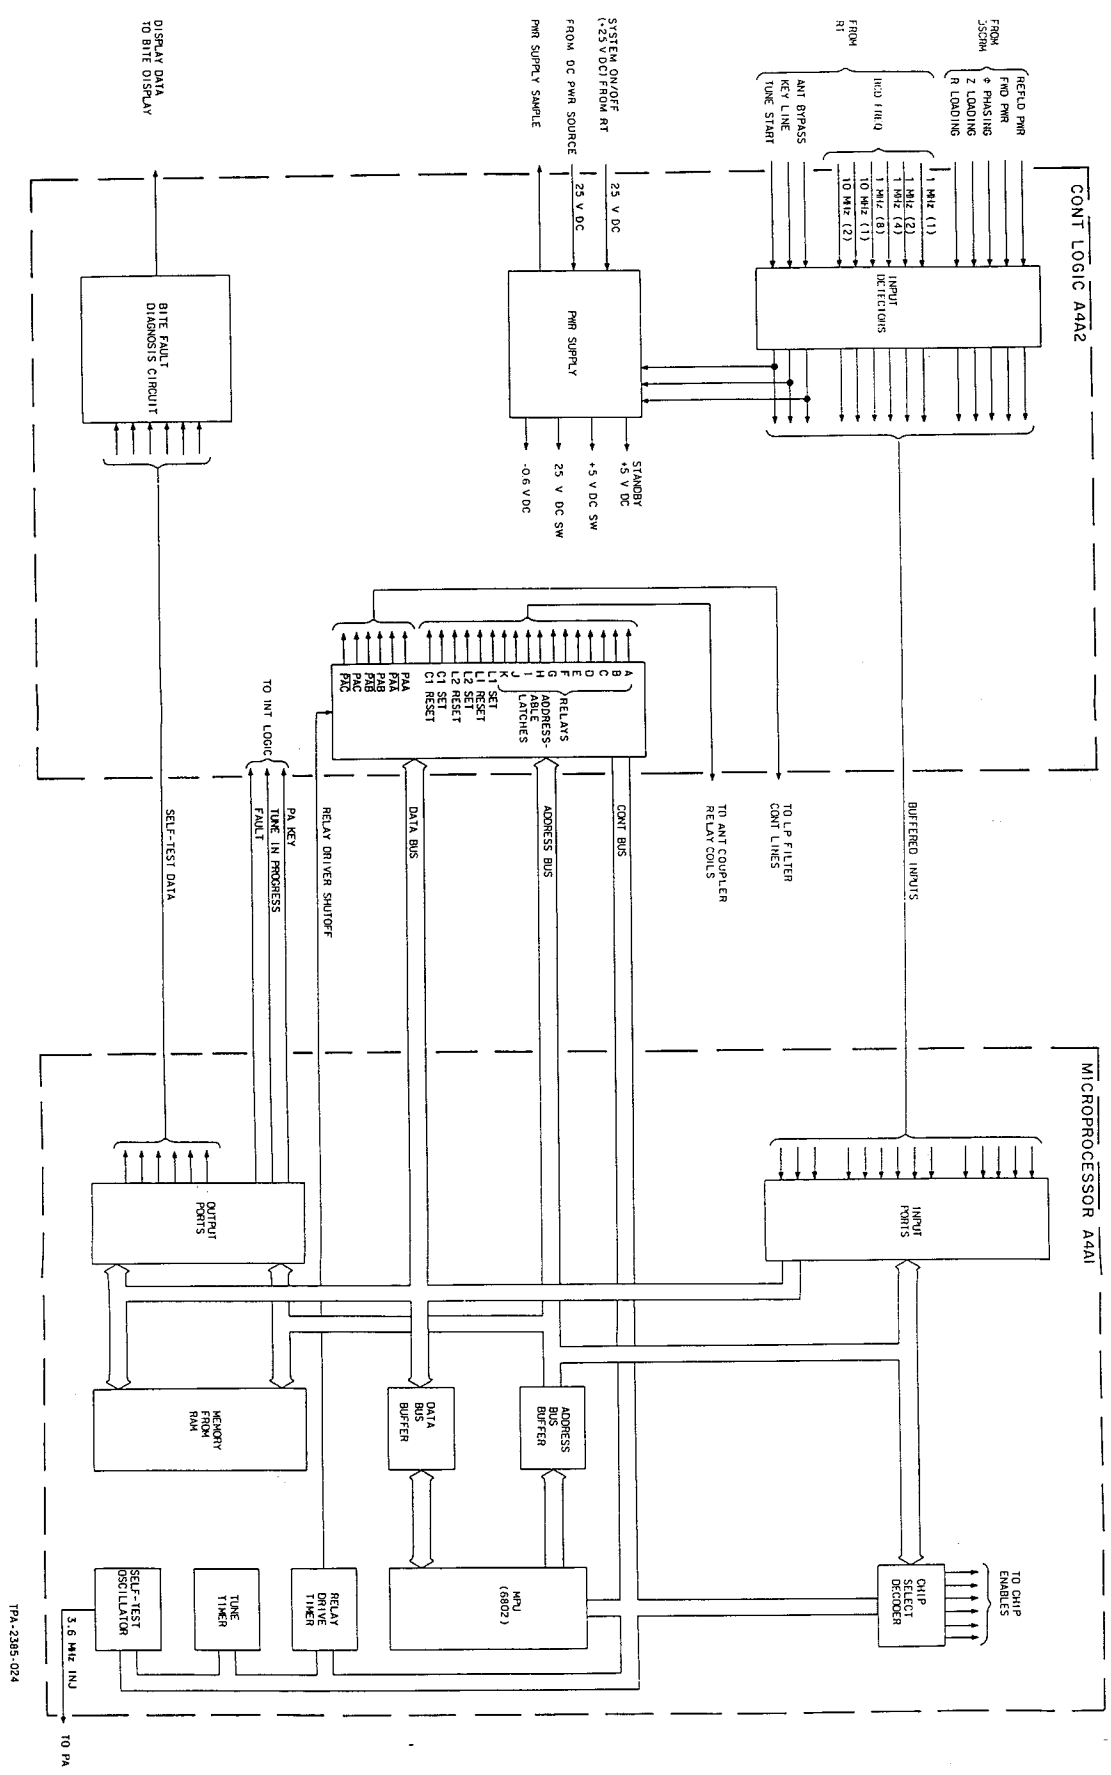 CONT LOGIC A4A2
FROM
REFLD PWR
FWD PWR
Φ PHASING
Z LOADING
R LOADING
FROM
RT
BCD FREQ
1 MHz (1)
1 MHz (2)
1 MHz (4)
1 MHz (8)
10 MHz (1)
10 MHz (2)
ANT BYPASS
KEY LINE
TUNE START
INPUT
DETECTORS
SYSTEM ON/OFF
(+25 V DC) FROM RT
FROM DC PWR SOURCE
PWR SUPPLY SAMPLE
25 V DC
25 V DC
PWR SUPPLY
STANDBY
+5 V DC
+5 V DC SW
25 V DC SW
-0.6 V DC
DISPLAY DATA
TO BITE DISPLAY
BITE FAULT
DIAGNOSIS CIRCUIT
A
B
C
D
E
F
G
H
I
J
K
L1 SET
L1 RESET
L2 SET
L2 RESET
C1 SET
C1 RESET
RELAYS
ADDRESS-
ABLE
LATCHES
PAA
PAA
PAB
PAB
PAC
PAC
TO LP FILTER
CONT LINES
TO ANT COUPLER
RELAY COILS
BUFFERED INPUTS
CONT BUS
ADDRESS BUS
DATA BUS
RELAY DRIVER SHUTOFF
TO INT LOGIC
PA KEY
TUNE IN PROGRESS
FAULT
SELF-TEST DATA
MICROPROCESSOR A4A1
INPUT
PORTS
OUTPUT
PORTS
TO CHIP
ENABLES
CHIP
SELECT
DECODER
ADDRESS
BUS
BUFFER
DATA
BUS
BUFFER
MEMORY
FROM
RAM
MPU
(6802)
RELAY
DRIVE
TIMER
TUNE
TIMER
SELF-TEST
OSCILLATOR
3.6 MHz INJ
TO PA
TPA-2385-024